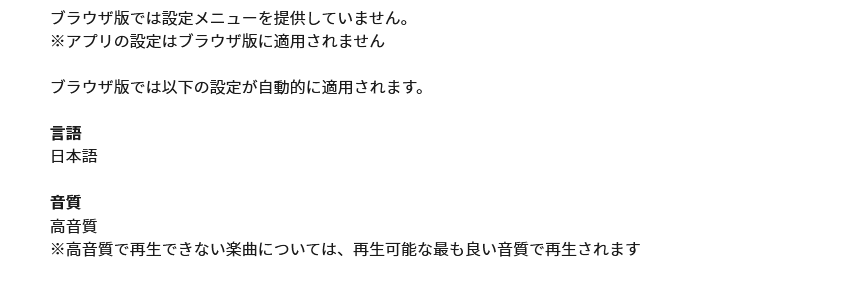 ブラウザ版では設定メニューを提供していません。
※アプリの設定はブラウザ版に適用されません
ブラウザ版では以下の設定が自動的に適用されます。
言語
日本語
音質
高音質
※高音質で再生できない楽曲については、再生可能な最も良い音質で再生されます